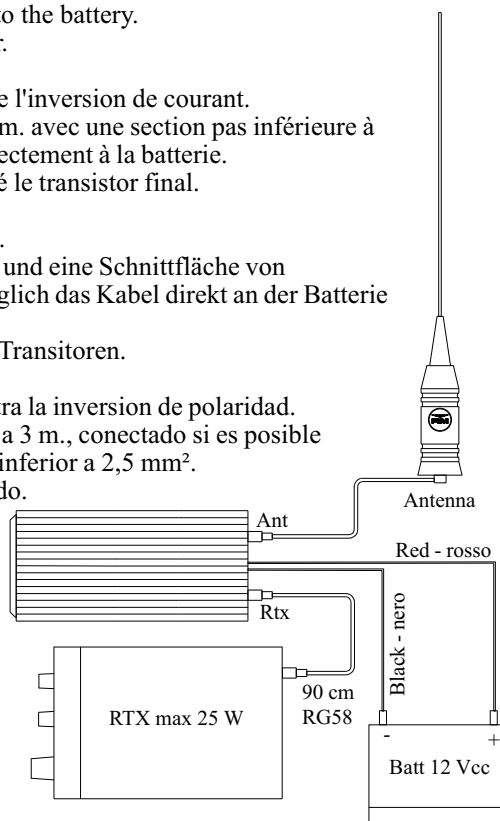 to the battery.
r.
e l'inversion de courant.
m. avec une section pas inférieure à
ectement à la batterie.
é le transistor final.
.
und eine Schnittfläche von
glich das Kabel direkt an der Batterie
Transitoren.
tra la inversion de polaridad.
a 3 m., conectado si es posible
inferior a 2,5 mm².
do.
Antenna
Ant
Red - rosso
Rtx
Black - nero
90 cm
RG58
RTX max 25 W
- +
Batt 12 Vcc